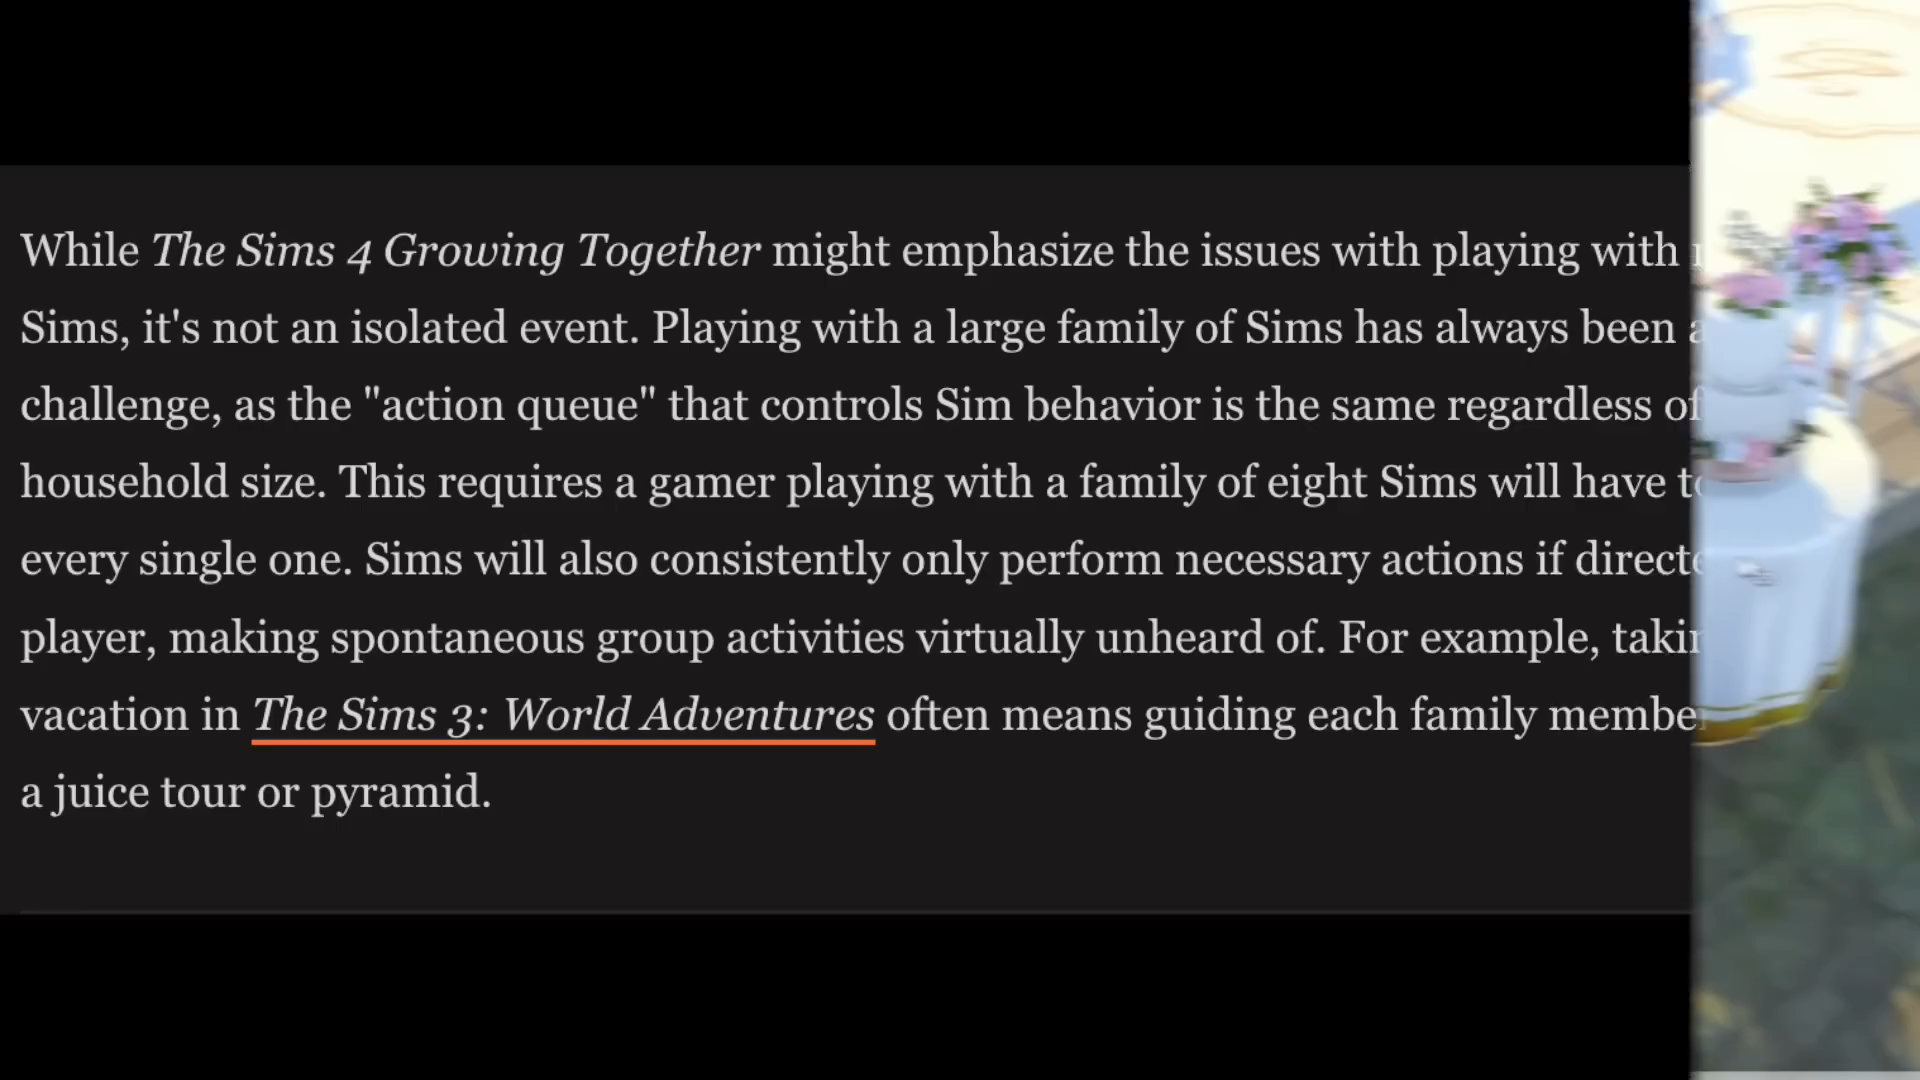 While The Sims 4 Growing Together might emphasize the issues with playing with
Sims, it's not an isolated event. Playing with a large family of Sims has always been a
challenge, as the "action queue" that controls Sim behavior is the same regardless of
household size. This requires a gamer playing with a family of eight Sims will have to
every single one. Sims will also consistently only perform necessary actions if
player, making spontaneous group activities virtually unheard of. For example,
vacation in The Sims 3: World Adventures often means guiding each family member
a juice tour or pyramid.